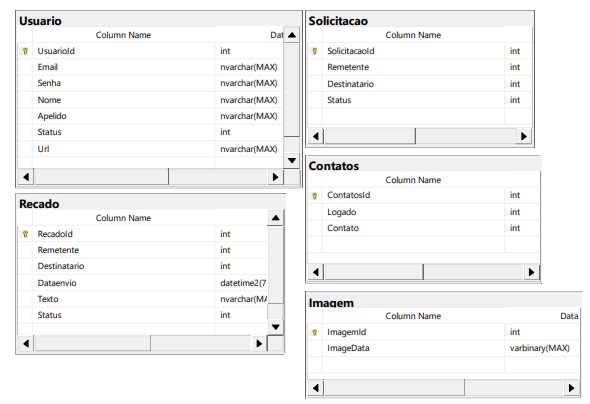 Usuario
Column Name Dat
UsuarioId int
Email nvarchar(MAX)
Senha nvarchar(MAX)
Nome nvarchar(MAX)
Apelido nvarchar(MAX)
Status int
Url nvarchar(MAX)
Recado
Column Name
RecadoId int
Remetente int
Destinatario int
Dataenvio datetime2(7
Texto nvarchar(MA
Status int
Solicitacao
Column Name
SolicitacaoId int
Remetente int
Destinatario int
Status int
Contatos
Column Name
ContatosId int
Logado int
Contato int
Imagem
Column Name Data
ImagemId int
ImageData varbinary(MAX)